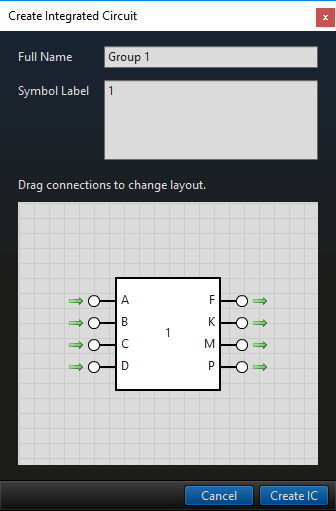 Create Integrated Circuit
x
Full Name
Group 1
Symbol Label
1
Drag connections to change layout.
A
F
B
K
1
C
M
D
P
Cancel
Create IC